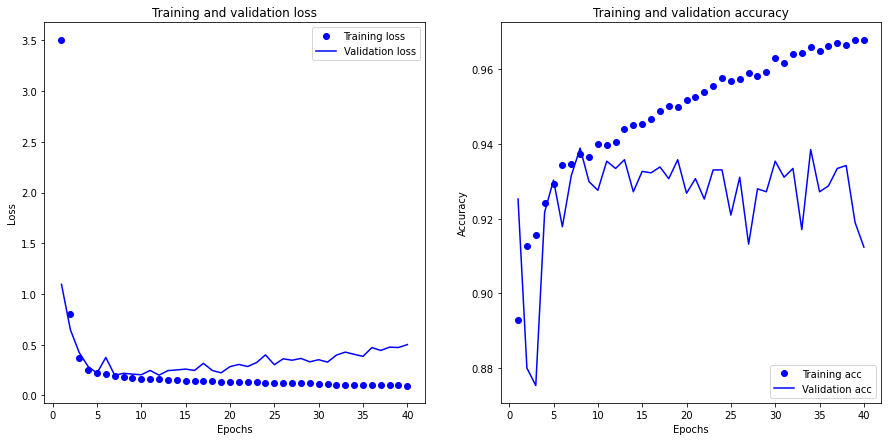 Training and validation loss
3.5
3.0
2.5
2.0
1.5
1.0
0.5
0.0
Loss
Training loss
Validation loss
0 5 10 15 20 25 30 35 40
Epochs
Training and validation accuracy
0.96
0.94
0.92
0.90
0.88
Accuracy
Training acc
Validation acc
0 5 10 15 20 25 30 35 40
Epochs